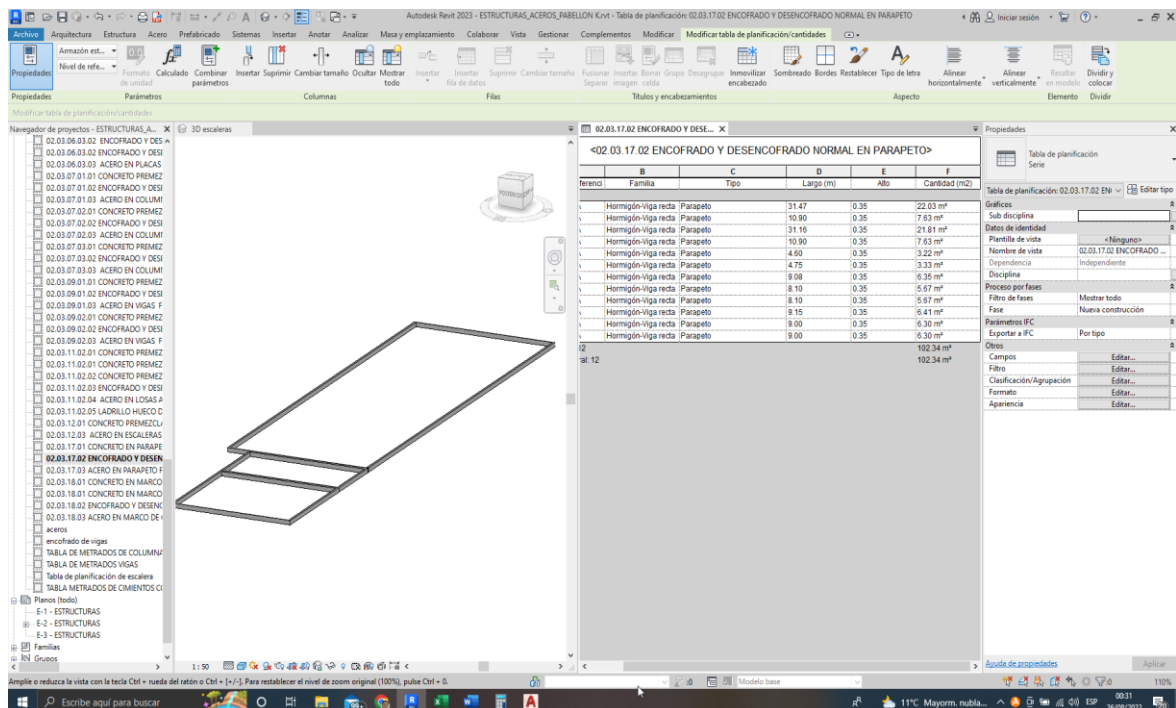 Autodesk Revit 2023 - ESTRUCTURAS_ACEROS_PABELLON K.rvt - Tabla de planificación: 02.03.17.02 ENCOFRADO Y DESENCOFRADO NORMAL EN PARAPETO
Iniciar sesión
Archivo Arquitectura Estructura Acero Prefabricado Sistemas Insertar Anotar Analizar Masa y emplazamiento Colaborar Vista Gestionar Complementos Modificar Modificar tabla de planificación/cantidades
Propiedades
Armazón est...
Nivel de refe...
Formato de unidad
Calculado
Combinar parámetros
Insertar Suprimir Cambiar tamaño Ocultar Mostrar todo
Insertar
Insertar fila de datos
Suprimir Cambiar tamaño
Fusionar Separar
Insertar imagen
Borrar celda
Grupo Desagrupar
Inmovilizar encabezado
Sombreado Bordes Restablecer Tipo de letra
Alinear horizontalmente
Alinear verticalmente
Resaltar en modelo
Dividir y colocar
Propiedades Parámetros Columnas Filas Títulos y encabezamientos Aspecto Elemento Dividir
Modificar tabla de planificación/cantidades
Navegador de proyectos - ESTRUCTURAS_A...
02.03.06.03.02 ENCOFRADO Y DES
02.03.06.03.02 ENCOFRADO Y DESI
02.03.06.03.03 ACERO EN PLACAS
02.03.07.01.01 CONCRETO PREMEZ
02.03.07.01.02 ENCOFRADO Y DESI
02.03.07.01.03 ACERO EN COLUMI
02.03.07.02.01 CONCRETO PREMEZ
02.03.07.02.02 ENCOFRADO Y DESI
02.03.07.02.03 ACERO EN COLUMI
02.03.07.03.01 CONCRETO PREMEZ
02.03.07.03.02 ENCOFRADO Y DESI
02.03.07.03.03 ACERO EN COLUMI
02.03.09.01.01 CONCRETO PREMEZ
02.03.09.01.02 ENCOFRADO Y DESI
02.03.09.01.03 ACERO EN VIGAS F
02.03.09.02.01 CONCRETO PREMEZ
02.03.09.02.02 ENCOFRADO Y DESI
02.03.09.02.03 ACERO EN VIGAS F
02.03.11.02.01 CONCRETO PREMEZ
02.03.11.02.01 CONCRETO PREMEZ
02.03.11.02.02 CONCRETO PREMEZ
02.03.11.02.03 ENCOFRADO Y DESI
02.03.11.02.04 ACERO EN LOSAS A
02.03.11.02.05 LADRILLO HUECO D
02.03.12.01 CONCRETO PREMEZCL
02.03.12.03 ACERO EN ESCALERAS
02.03.17.01 CONCRETO EN PARAPE
02.03.17.02 ENCOFRADO Y DESEN
02.03.17.03 ACERO EN PARAPETO F
02.03.18.01 CONCRETO EN MARCO
02.03.18.01 CONCRETO EN MARCO
02.03.18.02 ENCOFRADO Y DESENC
02.03.18.03 ACERO EN MARCO DE
aceros
encofrado de vigas
TABLA DE METRADOS DE COLUMNA
TABLA DE METRADOS VIGAS
Tabla de planificación de escalera
TABLA METRADOS DE CIMIENTOS C
Planos (todo)
E-1 - ESTRUCTURAS
E-2 - ESTRUCTURAS
E-3 - ESTRUCTURAS
Familias
Grupos
3D escaleras
1 : 50
02.03.17.02 ENCOFRADO Y DESE...
<02.03.17.02 ENCOFRADO Y DESENCOFRADO NORMAL EN PARAPETO>
B C D E F
ferenci Familia Tipo Largo (m) Alto Cantidad (m2)
Hormigón-Viga recta Parapeto 31.47 0.35 22.03 m²
Hormigón-Viga recta Parapeto 10.90 0.35 7.63 m²
Hormigón-Viga recta Parapeto 31.16 0.35 21.81 m²
Hormigón-Viga recta Parapeto 10.90 0.35 7.63 m²
Hormigón-Viga recta Parapeto 4.60 0.35 3.22 m²
Hormigón-Viga recta Parapeto 4.75 0.35 3.33 m²
Hormigón-Viga recta Parapeto 9.08 0.35 6.35 m²
Hormigón-Viga recta Parapeto 8.10 0.35 5.67 m²
Hormigón-Viga recta Parapeto 8.10 0.35 5.67 m²
Hormigón-Viga recta Parapeto 9.15 0.35 6.41 m²
Hormigón-Viga recta Parapeto 9.00 0.35 6.30 m²
Hormigón-Viga recta Parapeto 9.00 0.35 6.30 m²
12 102.34 m²
ral: 12 102.34 m²
Propiedades
Tabla de planificación
Serie
Tabla de planificación: 02.03.17.02 EN
Editar tipo
Gráficos
Sub disciplina
Datos de identidad
Plantilla de vista <Ninguno>
Nombre de vista 02.03.17.02 ENCOFRADO ...
Dependencia Independiente
Disciplina
Proceso por fases
Filtro de fases Mostrar todo
Fase Nueva construcción
Parámetros IFC
Exportar a IFC Por tipo
Otros
Campos Editar...
Filtro Editar...
Clasificación/Agrupación Editar...
Formato Editar...
Apariencia Editar...
Ayuda de propiedades
Aplicar
Amplíe o reduzca la vista con la tecla Ctrl + rueda del ratón o Ctrl + [+/-]. Para restablecer el nivel de zoom original (100%), pulse Ctrl + 0.
:0
Modelo base
:0
110%
Escribe aquí para buscar
11°C Mayorm. nubla...
ESP
00:31
26/08/2022